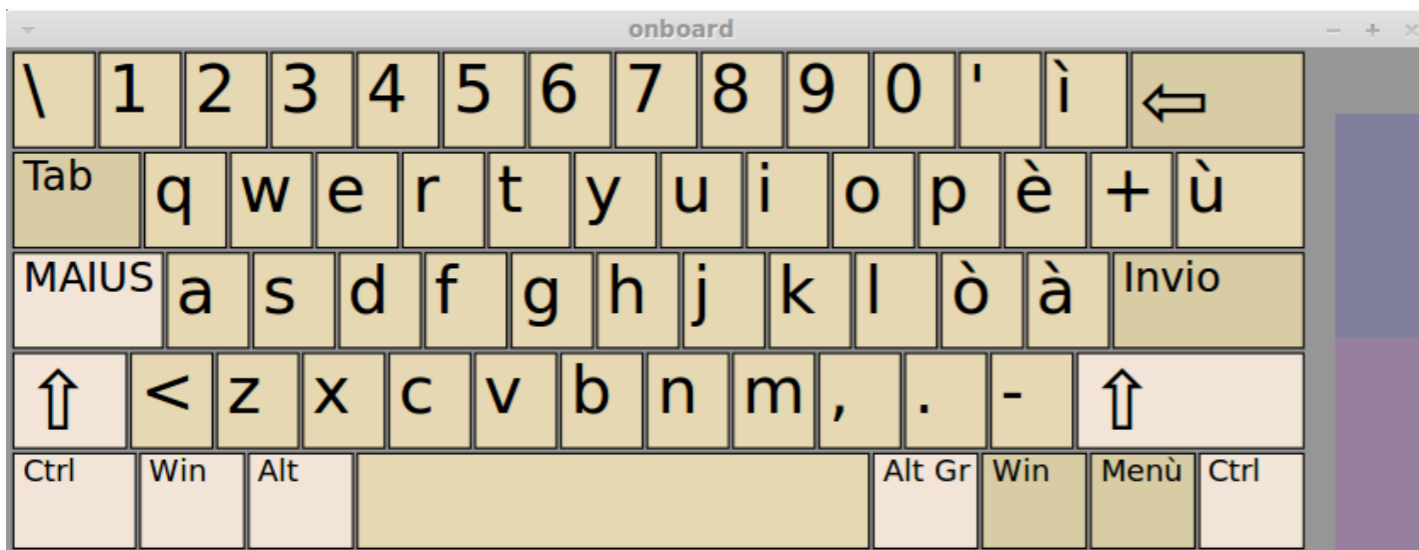 onboard
\ 1 2 3 4 5 6 7 8 9 0 ' ì ⇦
Tab q w e r t y u i o p è + ù
MAIUS a s d f g h j k l ò à Invio
⇧ < z x c v b n m , . - ⇧
Ctrl Win Alt Alt Gr Win Menù Ctrl